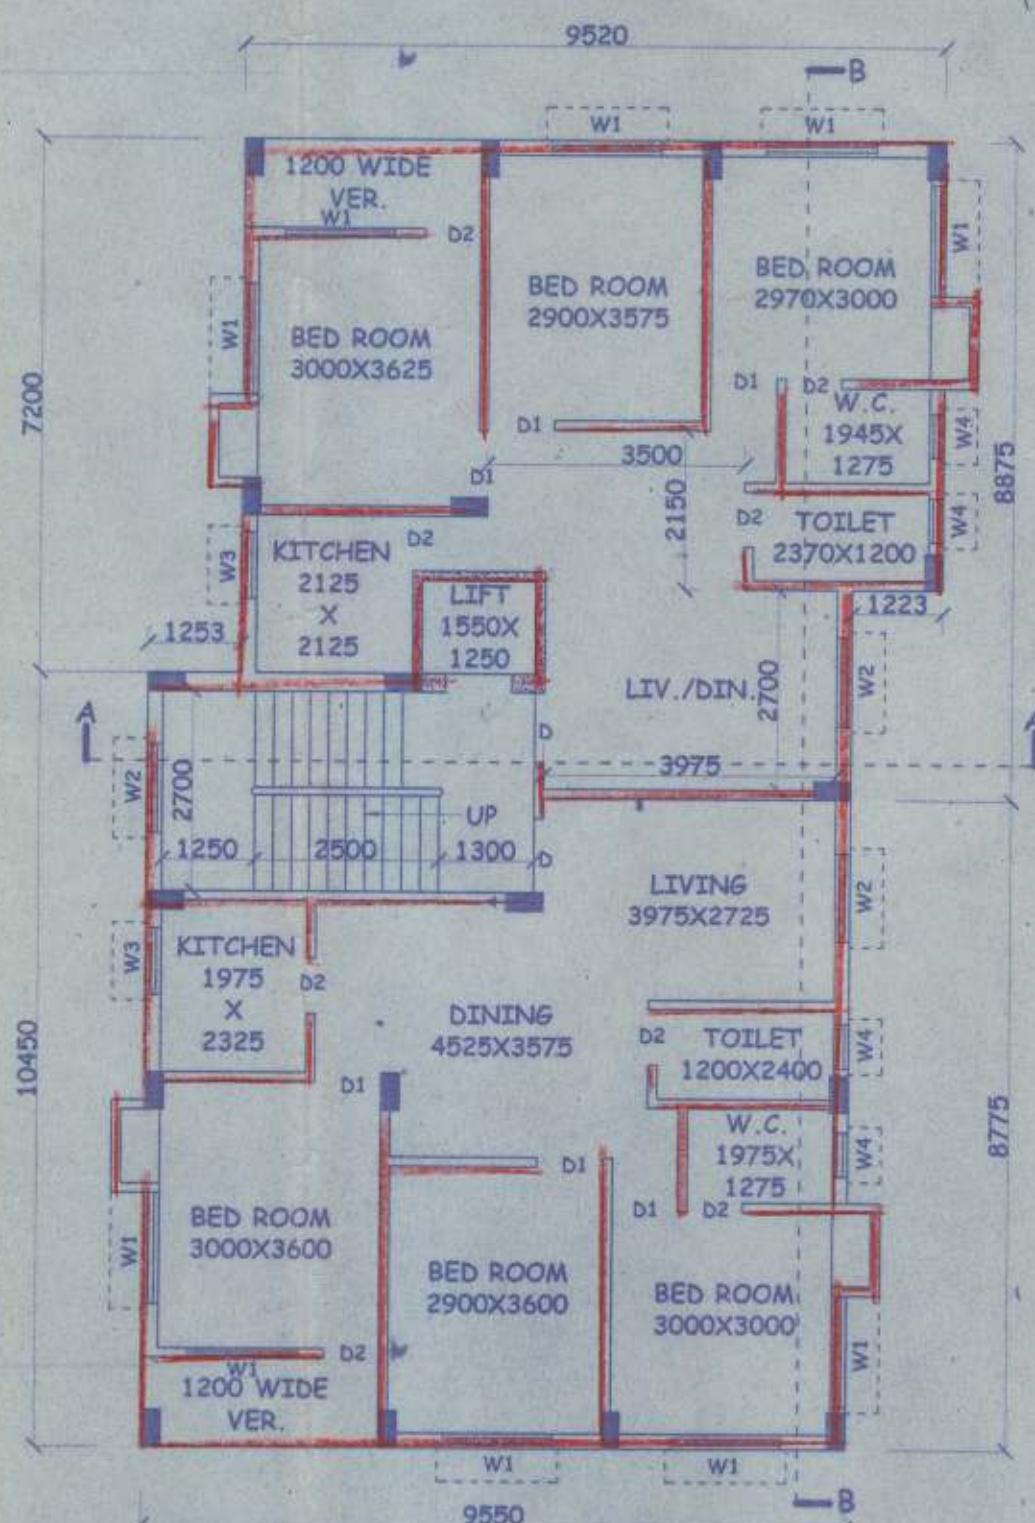 9520
B
W1
W1
1200 WIDE
VER.
W1
D2
W1
BED ROOM
2970X3000
BED ROOM
2900X3575
W1
BED ROOM
3000X3625
7200
D1
D2
W.C.
1945X
1275
W4
D1
3500
8875
D1
2150
W4
D2
TOILET
2370X1200
D2
KITCHEN
2125
X
2125
W3
LIFT
1550X
1250
1223
1253
LIV./DIN.
2700
W2
A
D
3975
W2
2700
UP
1250
2500
1300
D
LIVING
3975X2725
W2
W3
KITCHEN
1975
X
2325
D2
DINING
4525X3575
D2
TOILET
1200X2400
W4
10450
D1
W.C.
1975X
1275
W4
8775
D1
D1
D2
BED ROOM
3000X3600
W1
BED ROOM
2900X3600
BED ROOM
3000X3000
W1
D2
W1
1200 WIDE
VER.
W1
W1
B
9550